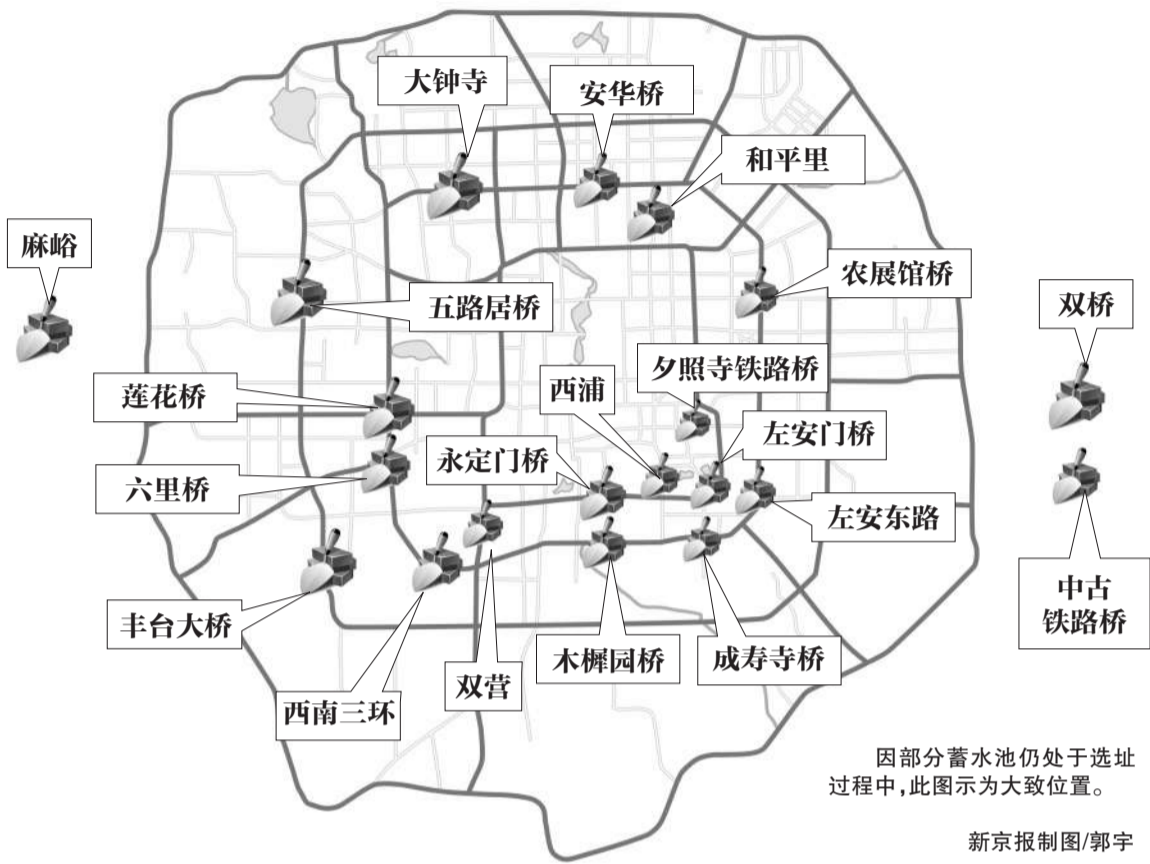 大钟寺
安华桥
和平里
麻峪
农展馆桥
五路居桥
双桥
夕照寺铁路桥
西浦
莲花桥
左安门桥
永定门桥
六里桥
左安东路
中古
铁路桥
丰台大桥
木樨园桥
成寿寺桥
双营
西南三环
因部分蓄水池仍处于选址
过程中,此图示为大致位置。
新京报制图/郭宇